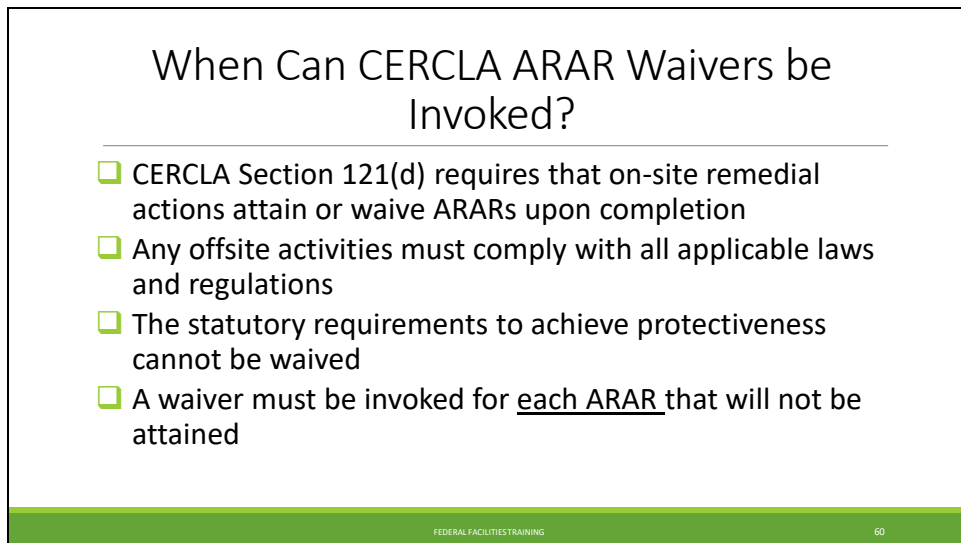 When Can CERCLA ARAR Waivers be
Invoked?
CERCLA Section 121(d) requires that on-site remedial
actions attain or waive ARARs upon completion
Any offsite activities must comply with all applicable laws
and regulations
The statutory requirements to achieve protectiveness
cannot be waived
A waiver must be invoked for each ARAR that will not be
attained
FEDERAL FACILITIES TRAINING
60